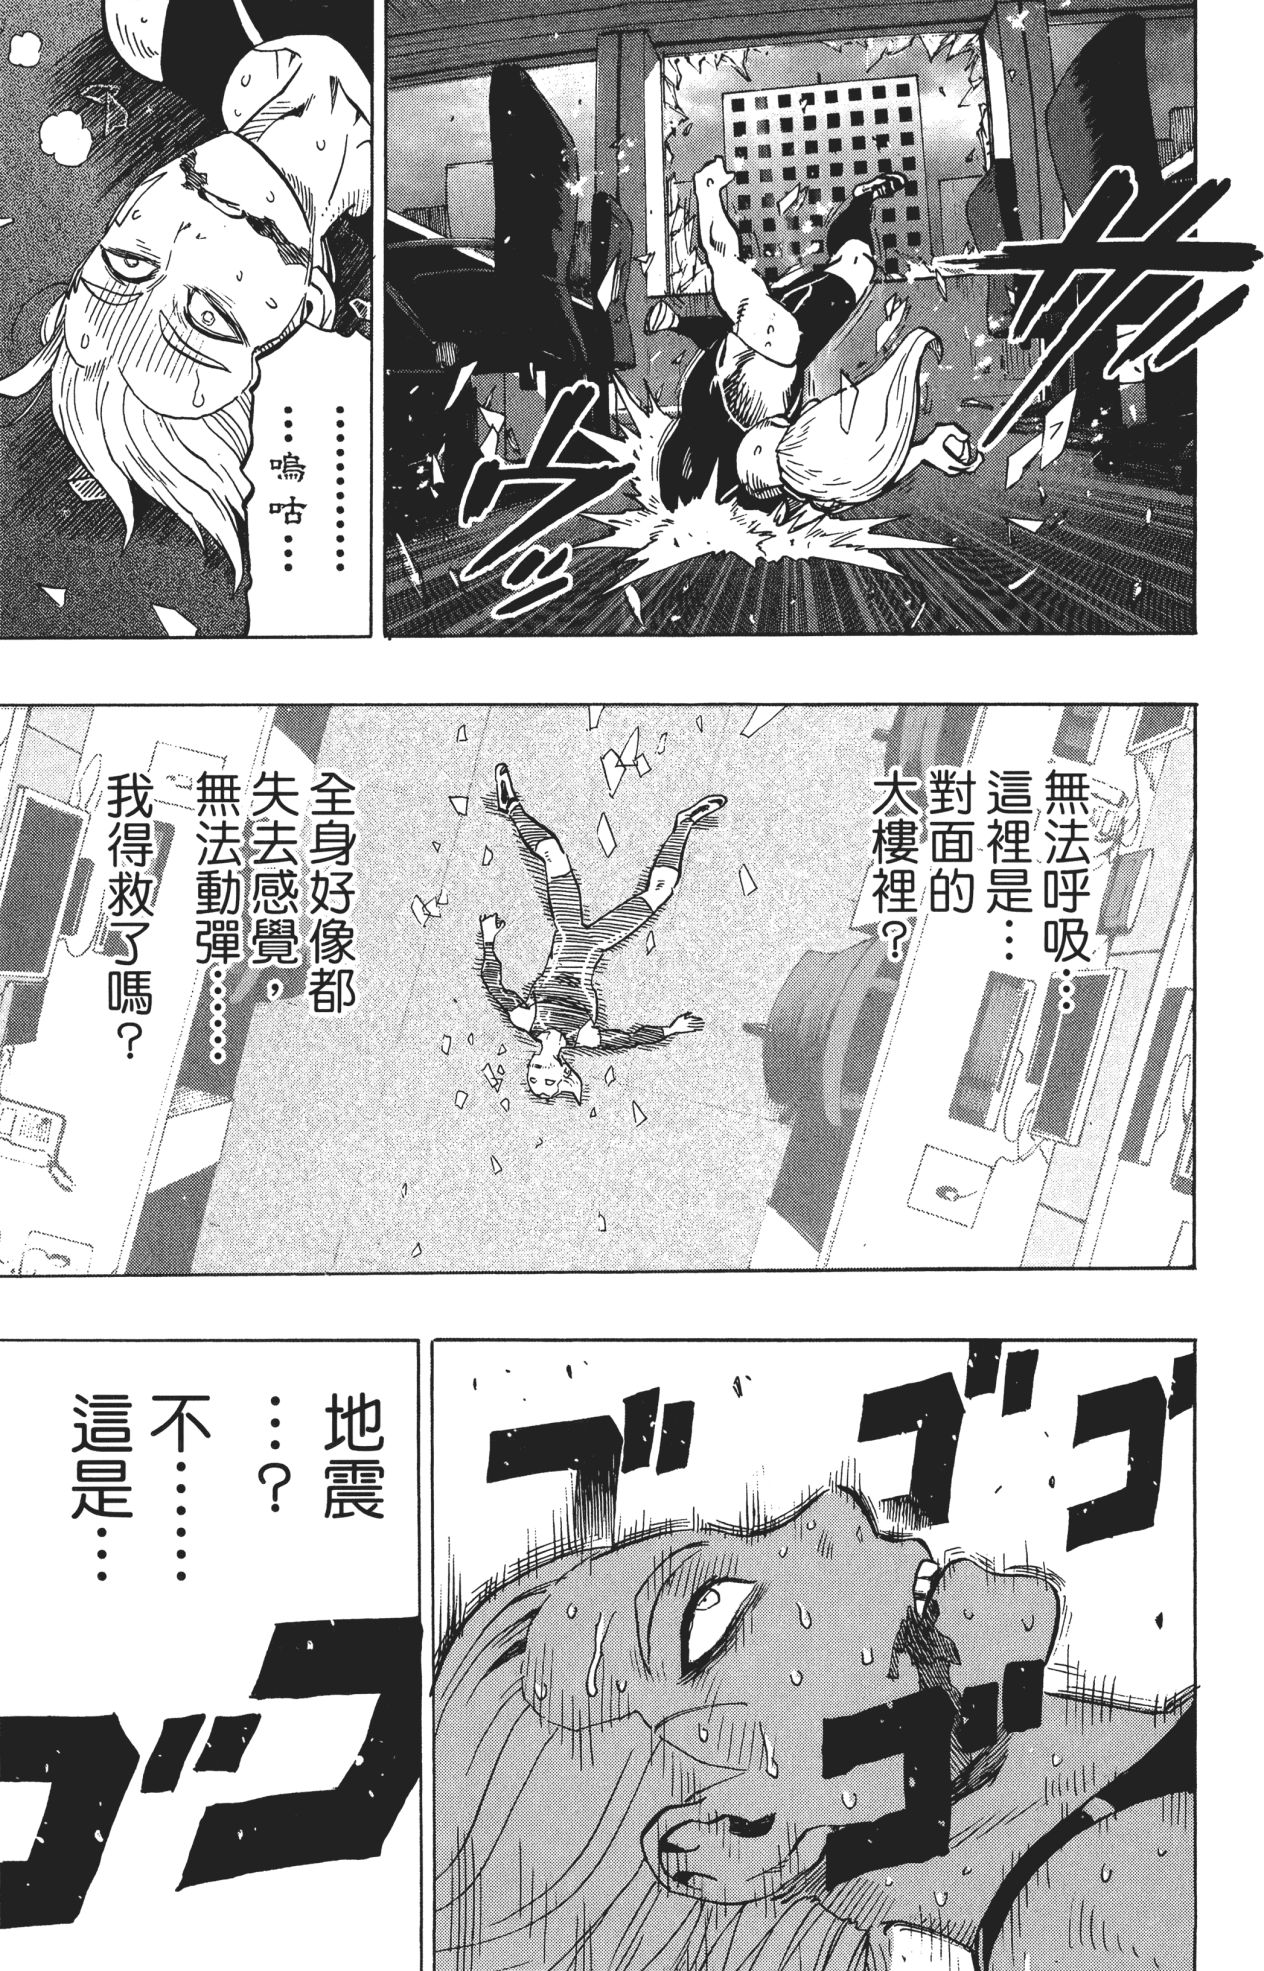 ザザッ
…………
…嗚咕…
無法呼吸…
這裡是…
對面的
大樓裡？
全身好像都
失去感覺，
無法動彈……
我得救了嗎？
ゴゴゴゴ
地震
…？
不……
這是…
ゴゴ